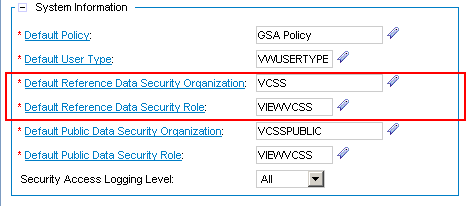 System Information
* Default Policy: GSA Policy
* Default User Type: VWUSERTYPE
* Default Reference Data Security Organization: VCSS
* Default Reference Data Security Role: VIEWVCSS
* Default Public Data Security Organization: VCSSPUBLIC
* Default Public Data Security Role: VIEWVCSS
Security Access Logging Level: All